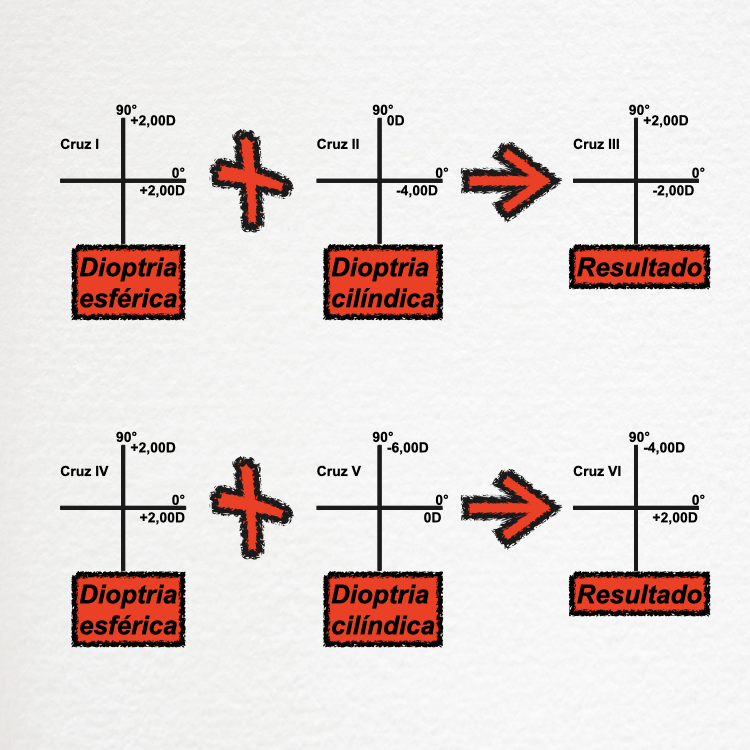 90°
+2,00D
Cruz I
0°
+2,00D
Dioptria
esférica
90°
0D
Cruz II
0°
-4,00D
Dioptria
cilíndica
90°
+2,00D
Cruz III
0°
-2,00D
Resultado
90°
+2,00D
Cruz IV
0°
+2,00D
Dioptria
esférica
90°
-6,00D
Cruz V
0°
0D
Dioptria
cilíndica
90°
-4,00D
Cruz VI
0°
+2,00D
Resultado